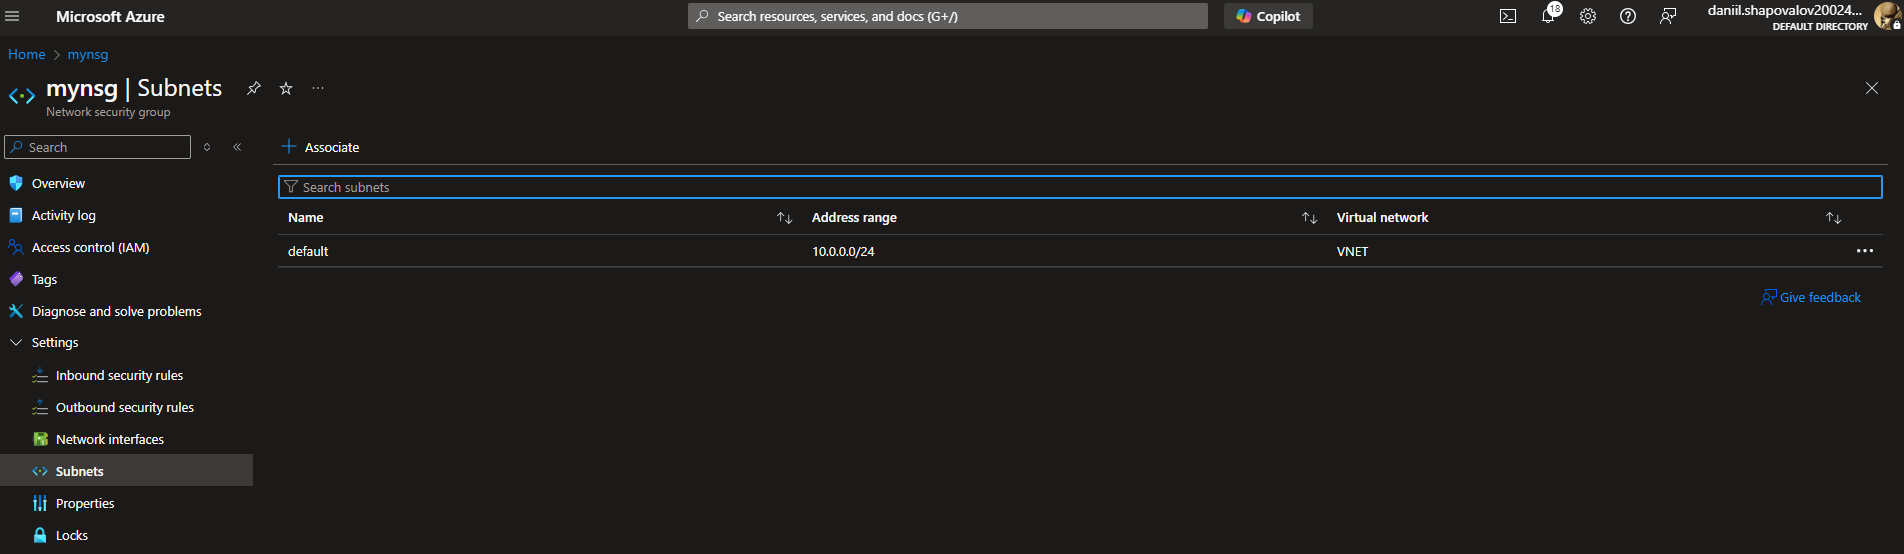 Microsoft Azure
Search resources, services, and docs (G+/)
Copilot
18
daniil.shapovalov20024...
DEFAULT DIRECTORY
Home > mynsg
mynsg | Subnets
Network security group
Search
Associate
Search subnets
Name Address range Virtual network
default 10.0.0.0/24 VNET
Give feedback
Overview
Activity log
Access control (IAM)
Tags
Diagnose and solve problems
Settings
Inbound security rules
Outbound security rules
Network interfaces
Subnets
Properties
Locks